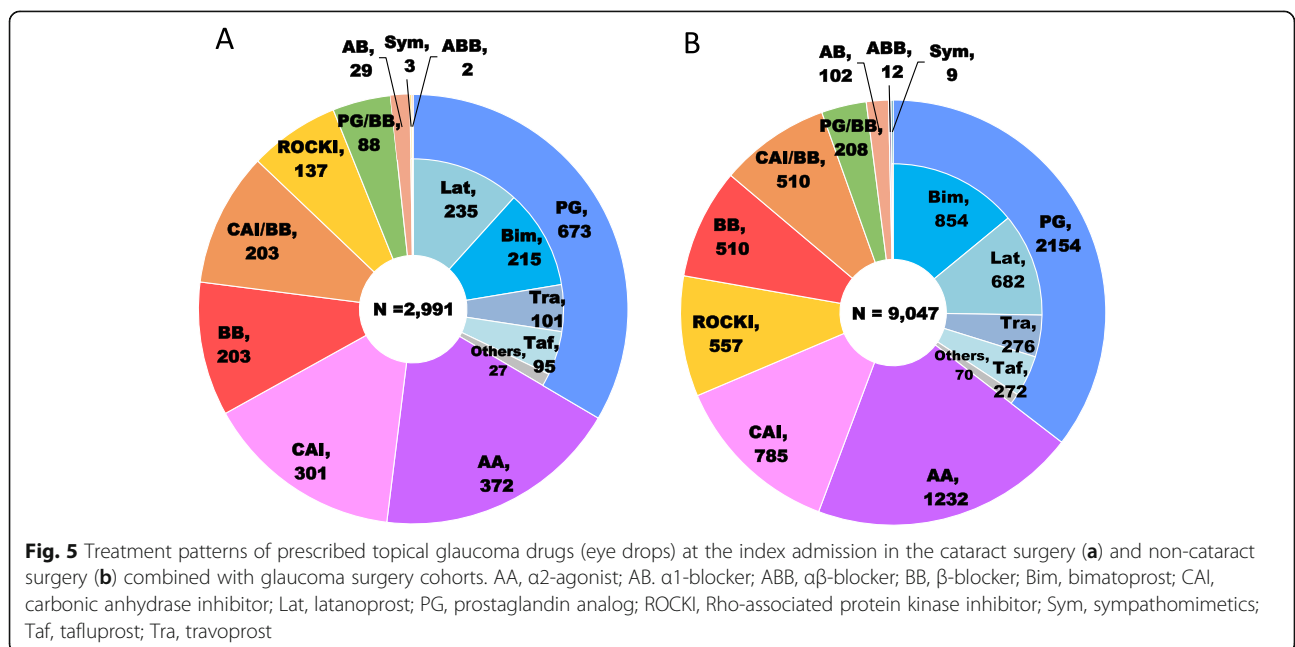 A
AB,
29
Sym,
3
ABB,
2
PG/BB,
88
ROCKI,
137
CAI/BB,
203
BB,
203
CAI,
301
AA,
372
PG,
673
Lat,
235
Bim,
215
Tra,
101
Taf,
95
Others,
27
N =2,991
B
AB,
102
ABB,
12
Sym,
9
PG/BB,
208
CAI/BB,
510
BB,
510
ROCKI,
557
CAI,
785
AA,
1232
PG,
2154
Bim,
854
Lat,
682
Tra,
276
Taf,
272
Others,
70
N = 9,047
Fig. 5 Treatment patterns of prescribed topical glaucoma drugs (eye drops) at the index admission in the cataract surgery (a) and non-cataract
surgery (b) combined with glaucoma surgery cohorts. AA, α2-agonist; AB. α1-blocker; ABB, αβ-blocker; BB, β-blocker; Bim, bimatoprost; CAI,
carbonic anhydrase inhibitor; Lat, latanoprost; PG, prostaglandin analog; ROCKI, Rho-associated protein kinase inhibitor; Sym, sympathomimetics;
Taf, tafluprost; Tra, travoprost